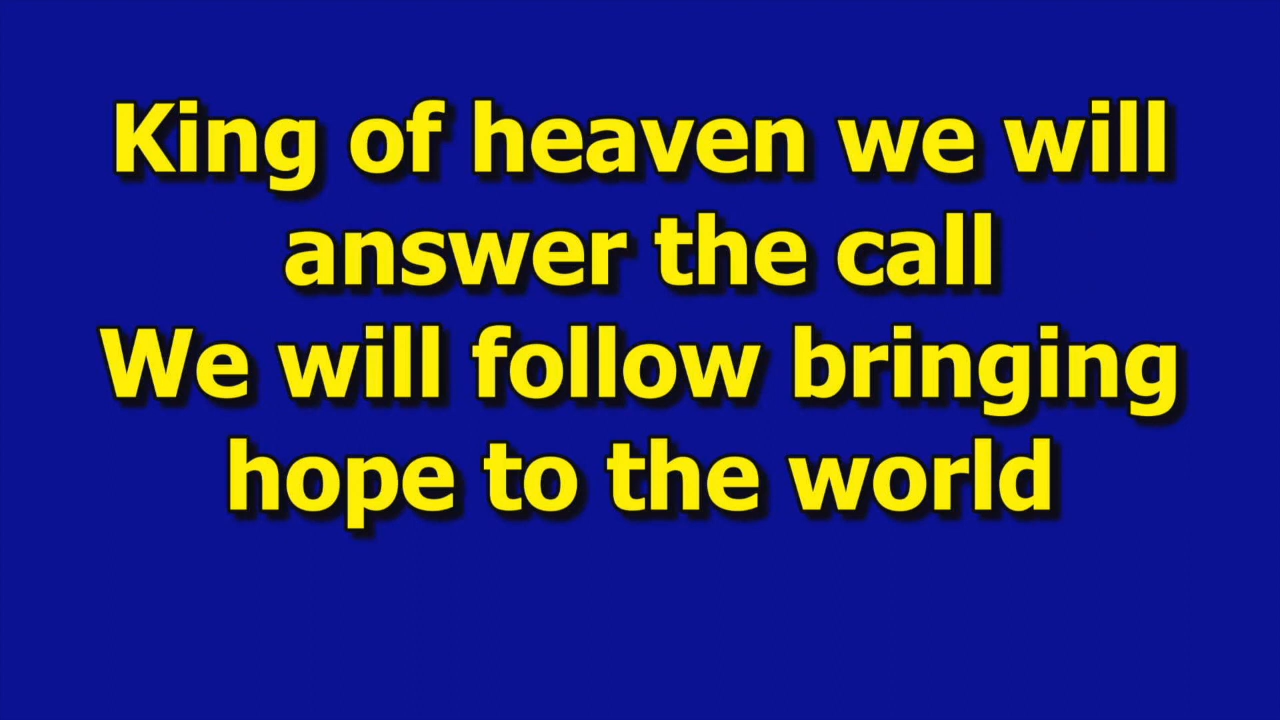 King of heaven we will
answer the call
We will follow bringing
hope to the world